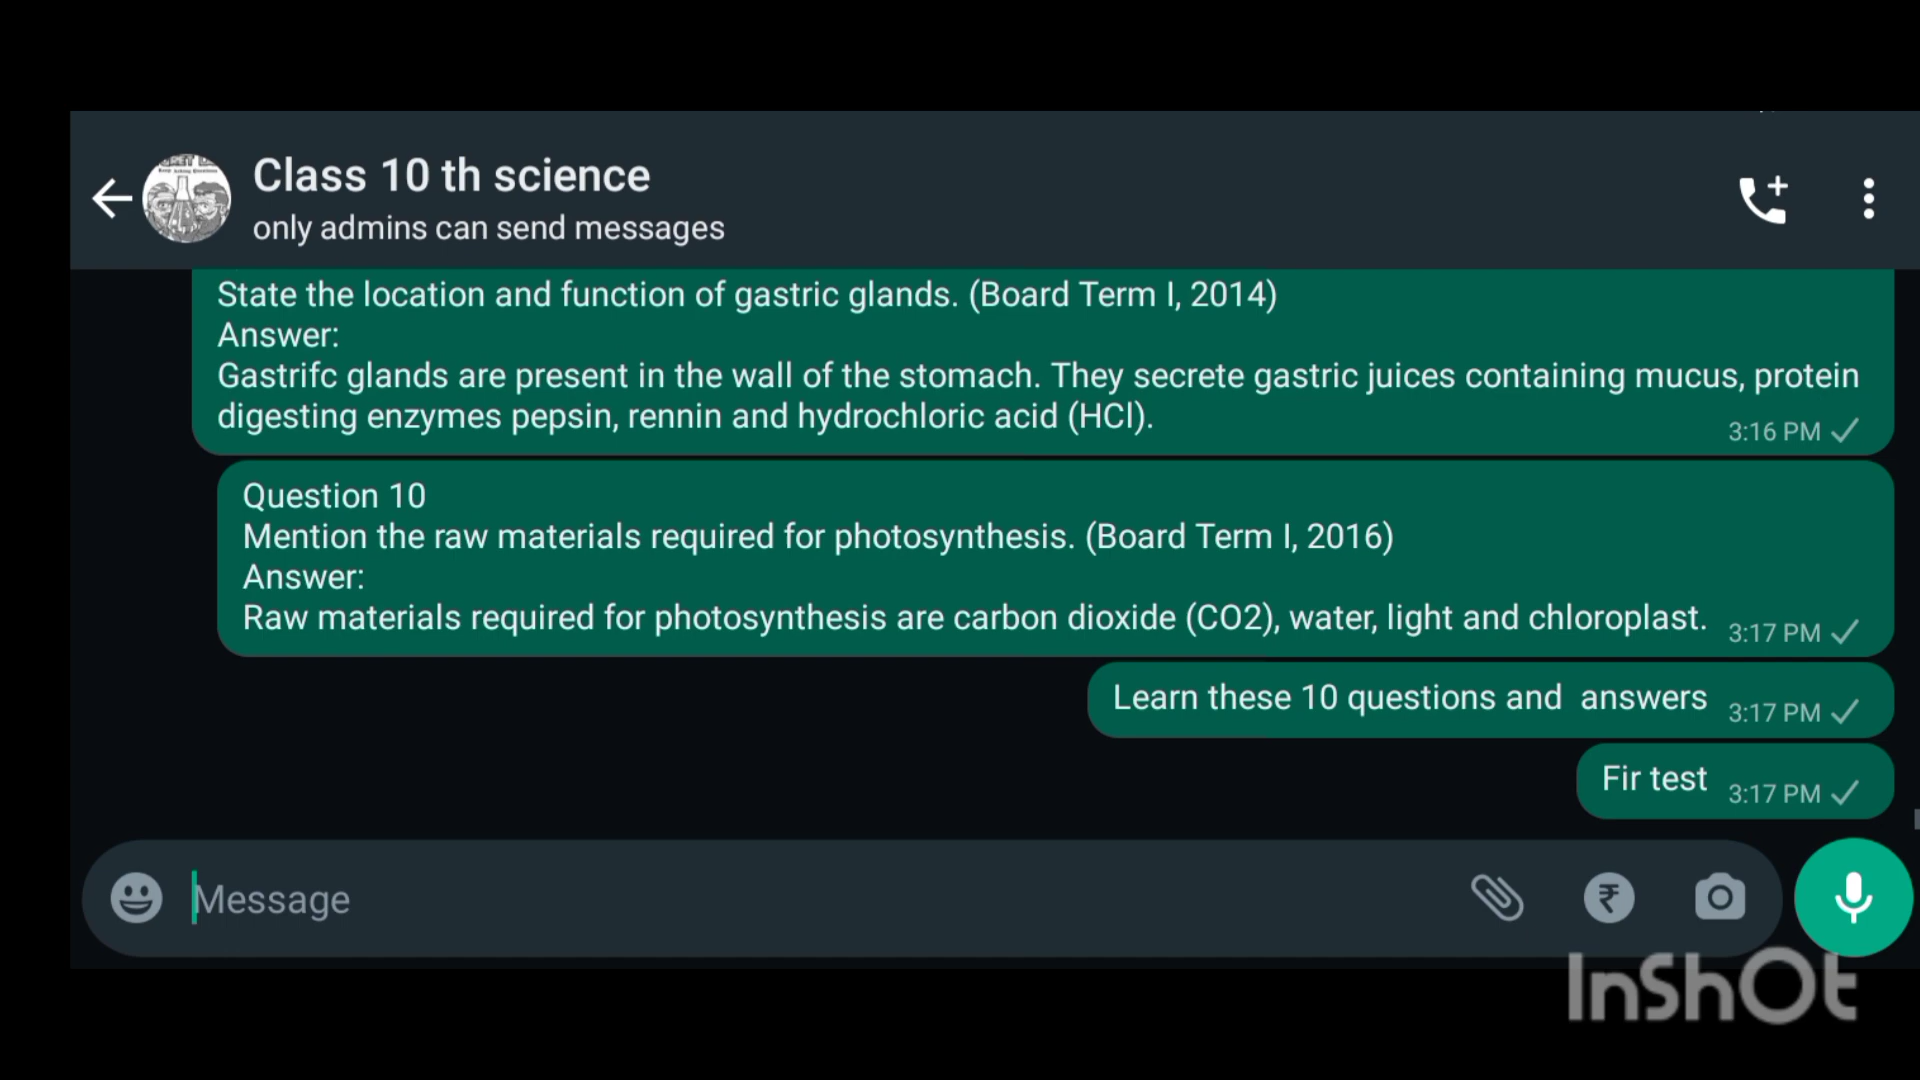 Class 10 th science
only admins can send messages
State the location and function of gastric glands. (Board Term I, 2014)
Answer:
Gastrifc glands are present in the wall of the stomach. They secrete gastric juices containing mucus, protein
digesting enzymes pepsin, rennin and hydrochloric acid (HCl).
3:16 PM
Question 10
Mention the raw materials required for photosynthesis. (Board Term I, 2016)
Answer:
Raw materials required for photosynthesis are carbon dioxide (CO2), water, light and chloroplast. 3:17 PM
Learn these 10 questions and  answers 3:17 PM
Fir test 3:17 PM
Message
InShOt